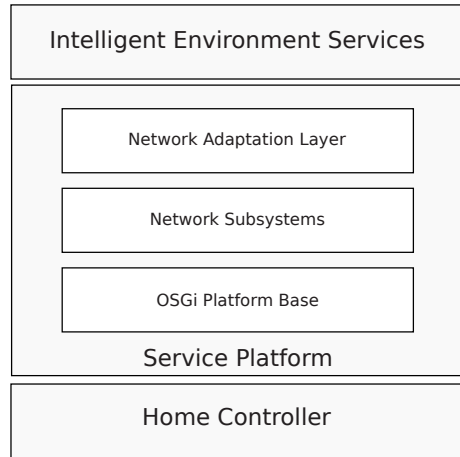 Intelligent Environment Services
Network Adaptation Layer
Network Subsystems
OSGi Platform Base
Service Platform
Home Controller